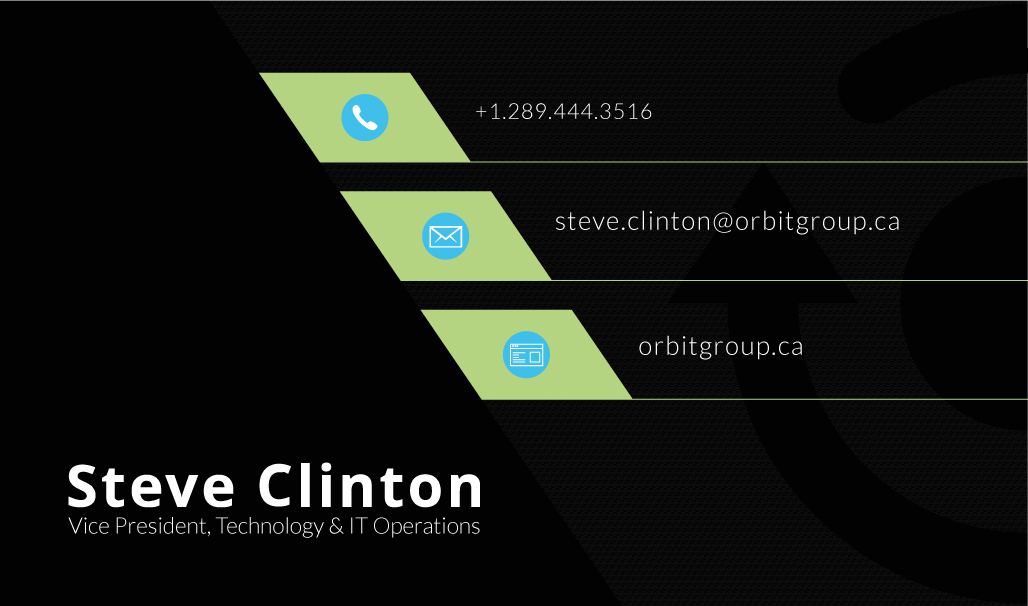 +1.289.444.3516
steve.clinton@orbitgroup.ca
orbitgroup.ca
Steve Clinton
Vice President, Technology & IT Operations